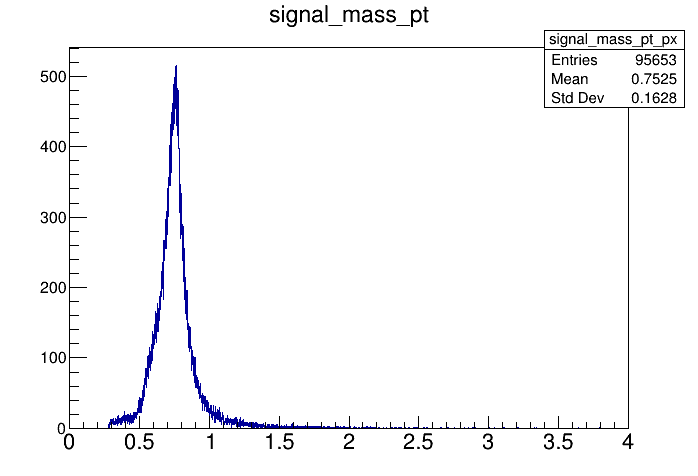 signal_mass_pt
signal_mass_pt_px
Entries 95653
Mean 0.7525
Std Dev 0.1628
500
400
300
200
100
0
0 0.5 1 1.5 2 2.5 3 3.5 4